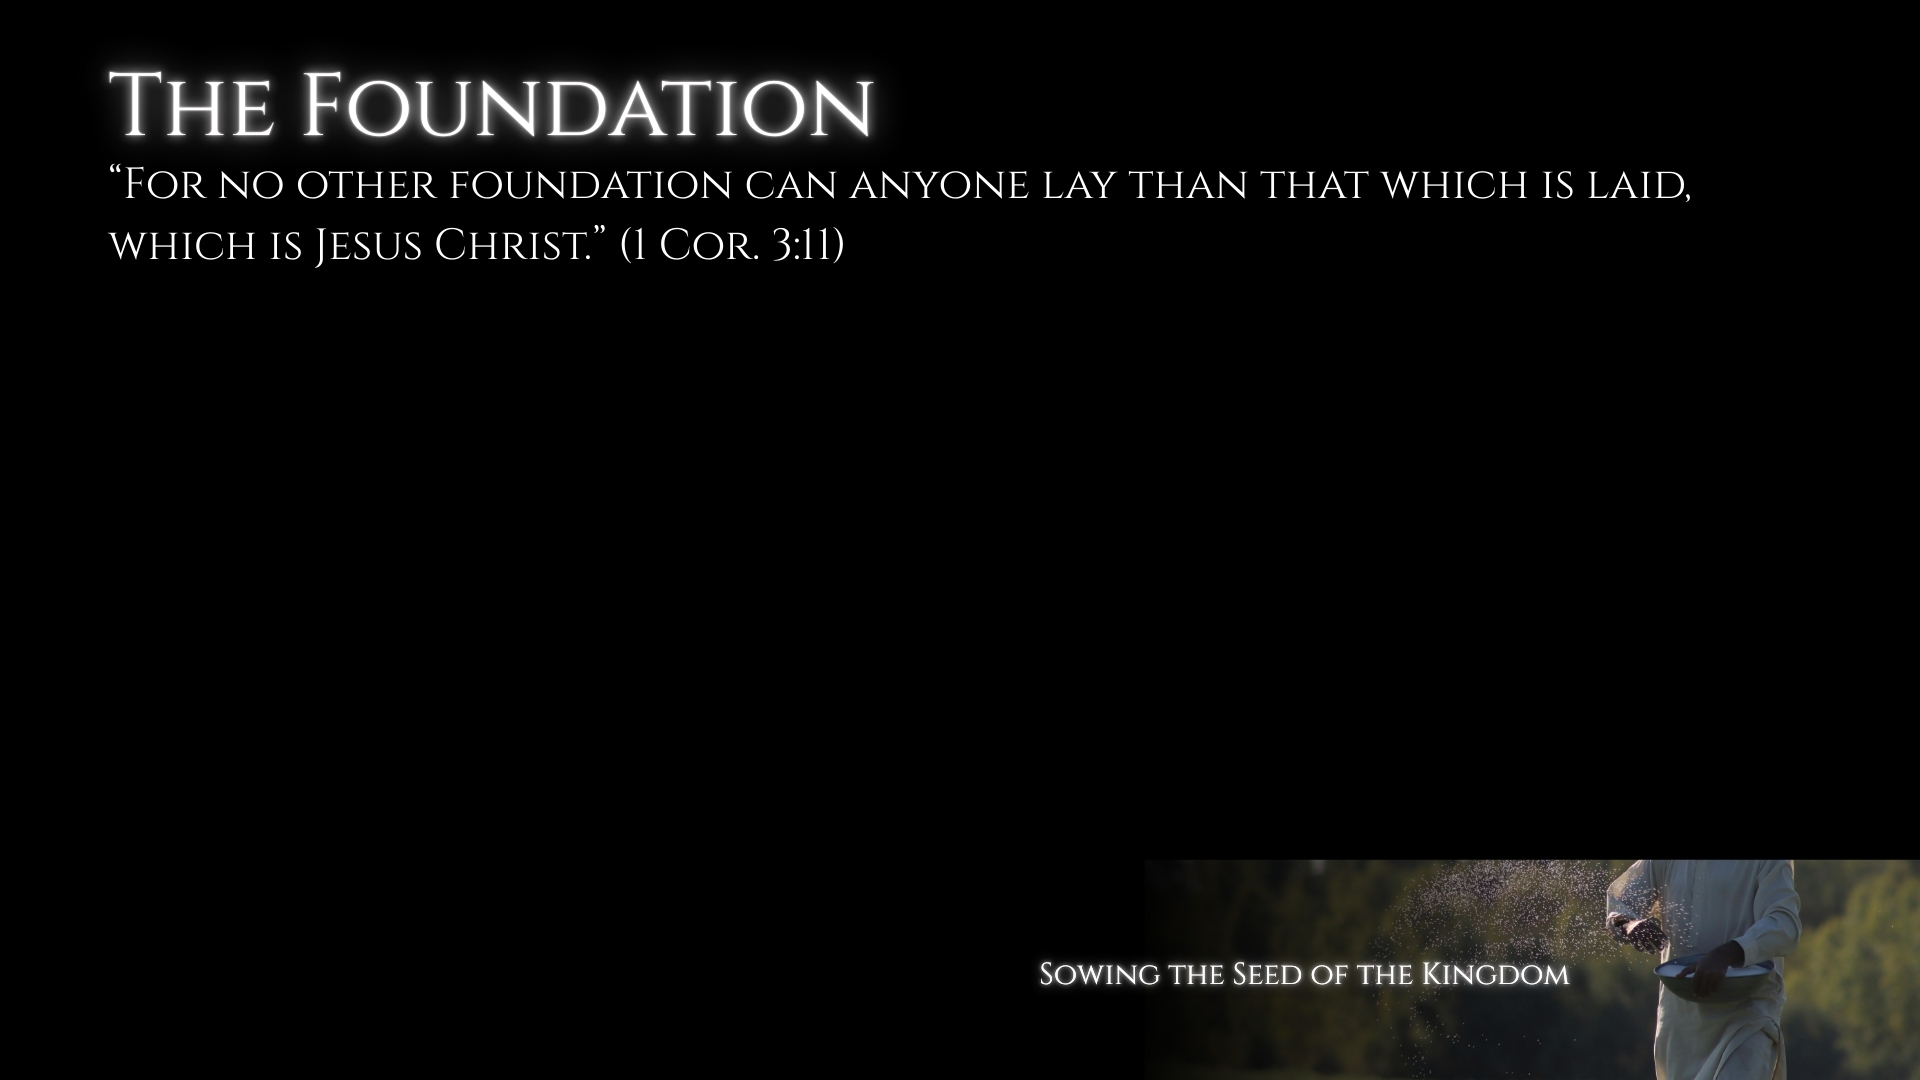 The Foundation
“For no other foundation can anyone lay than that which is laid,
which is Jesus Christ.” (1 Cor. 3:11)
Sowing the Seed of the Kingdom